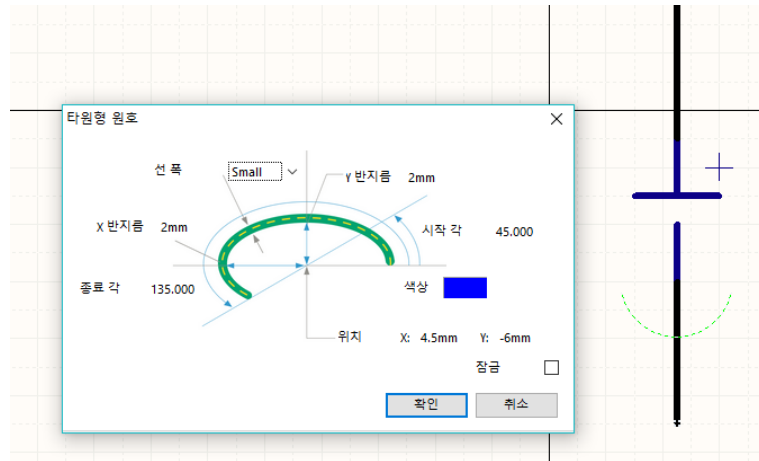 타원형 원호
선 폭 Small
Y 반지름 2mm
X 반지름 2mm
시작 각 45.000
종료 각 135.000
색상
위치 X: 4.5mm Y: -6mm
잠금
확인 취소